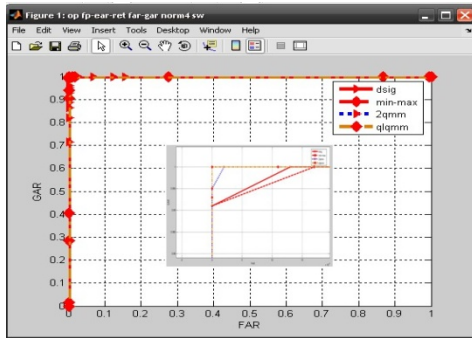 Figure 1: op fp-ear-ret far-gar norm4 sw
File Edit View Insert Tools Desktop Window Help
1
0.9
0.8
0.7
0.6
0.5
0.4
0.3
0.2
0.1
0
GAR
dsig
min-max
2qmm
qlqmm
0 0.1 0.2 0.3 0.4 0.5 0.6 0.7 0.8 0.9 1
FAR